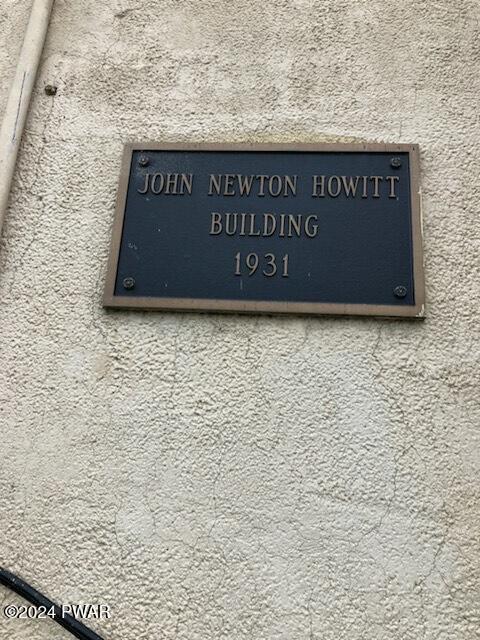 JOHN NEWTON HOWITT
BUILDING
1931
©2024 PWAR